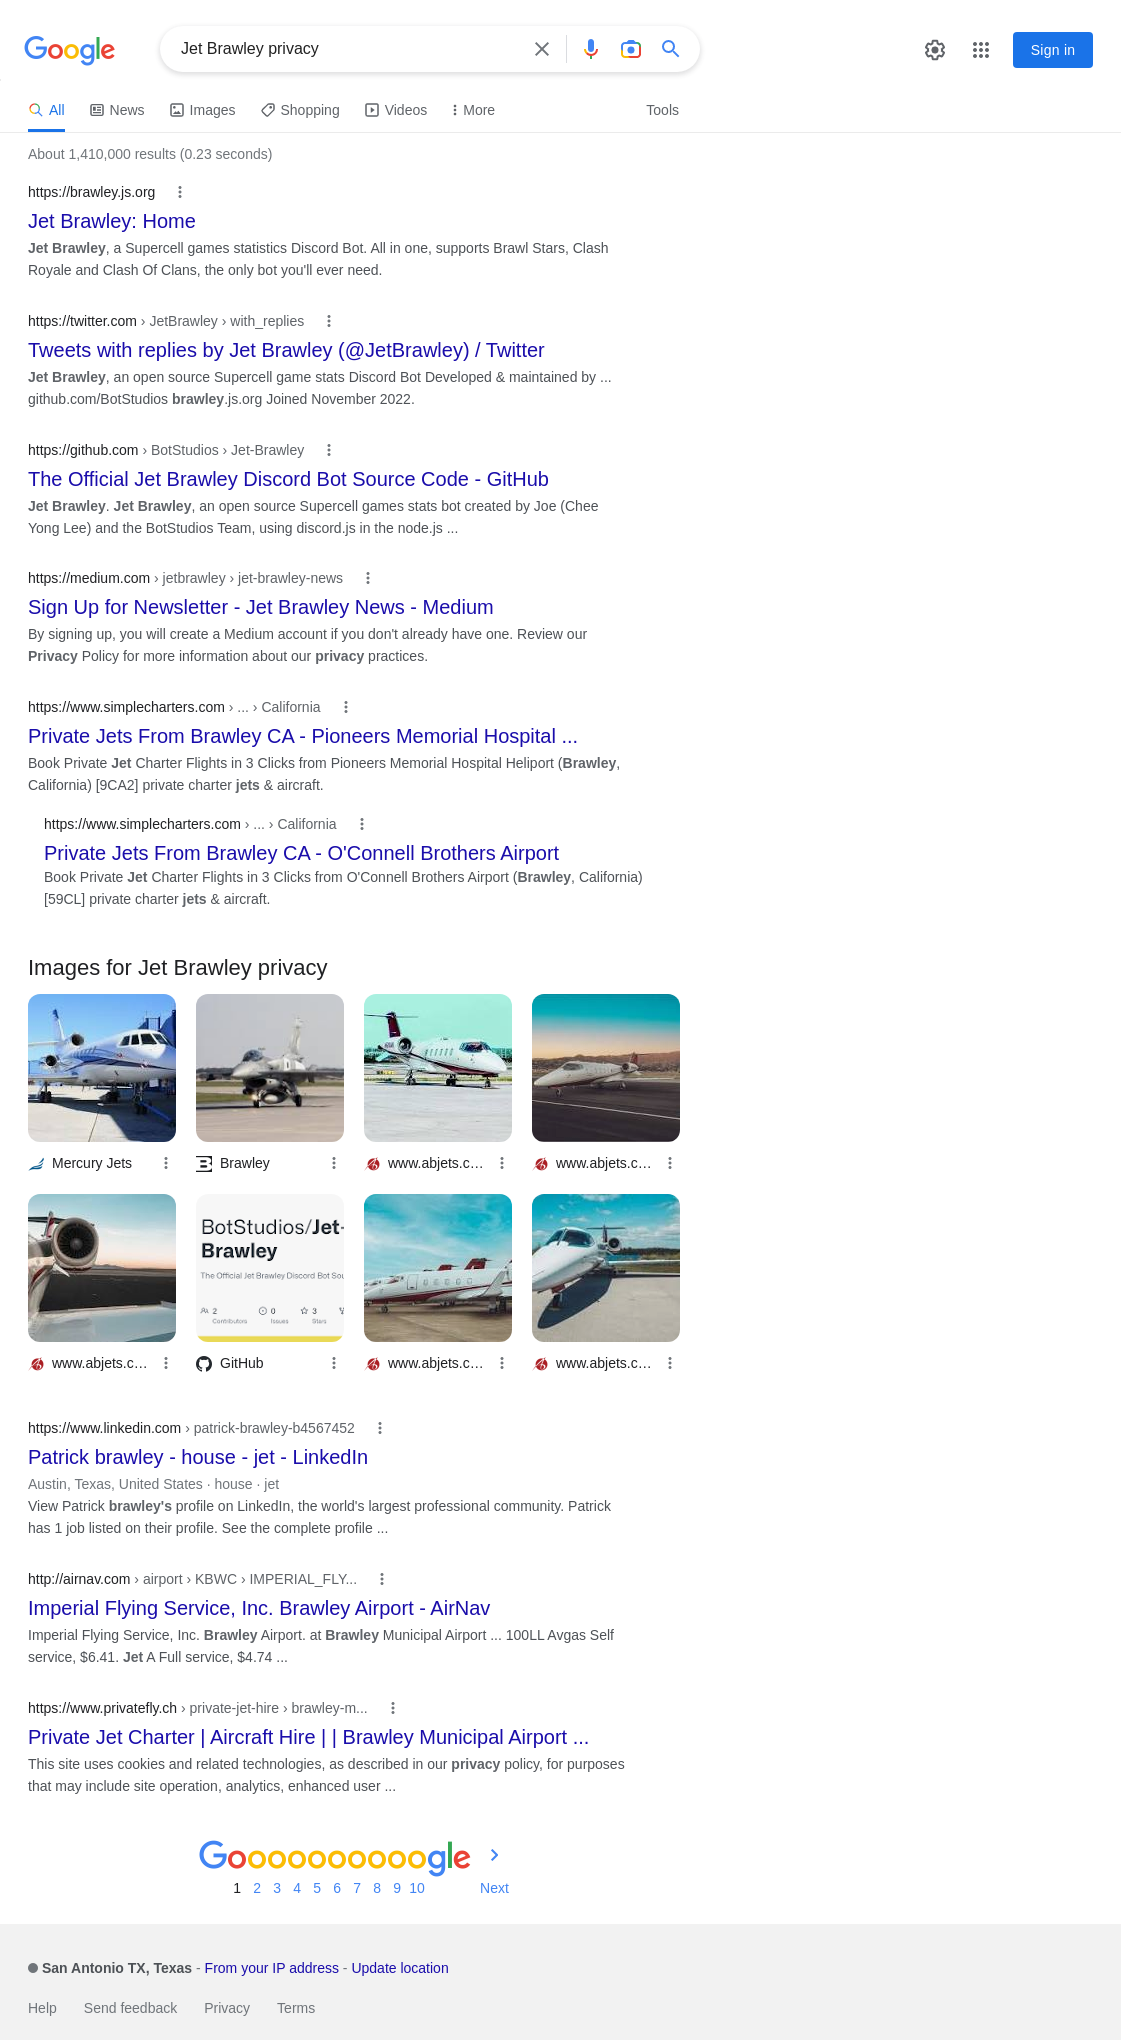 Google
Jet Brawley privacy
Sign in
All
News
Images
Shopping
Videos
More
Tools
About 1,410,000 results (0.23 seconds)
https://brawley.js.org
Jet Brawley: Home
Jet Brawley, a Supercell games statistics Discord Bot. All in one, supports Brawl Stars, Clash
Royale and Clash Of Clans, the only bot you'll ever need.
https://twitter.com › JetBrawley › with_replies
Tweets with replies by Jet Brawley (@JetBrawley) / Twitter
Jet Brawley, an open source Supercell game stats Discord Bot Developed & maintained by ...
github.com/BotStudios brawley.js.org Joined November 2022.
https://github.com › BotStudios › Jet-Brawley
The Official Jet Brawley Discord Bot Source Code - GitHub
Jet Brawley. Jet Brawley, an open source Supercell games stats bot created by Joe (Chee
Yong Lee) and the BotStudios Team, using discord.js in the node.js ...
https://medium.com › jetbrawley › jet-brawley-news
Sign Up for Newsletter - Jet Brawley News - Medium
By signing up, you will create a Medium account if you don't already have one. Review our
Privacy Policy for more information about our privacy practices.
https://www.simplecharters.com › ... › California
Private Jets From Brawley CA - Pioneers Memorial Hospital ...
Book Private Jet Charter Flights in 3 Clicks from Pioneers Memorial Hospital Heliport (Brawley,
California) [9CA2] private charter jets & aircraft.
https://www.simplecharters.com › ... › California
Private Jets From Brawley CA - O'Connell Brothers Airport
Book Private Jet Charter Flights in 3 Clicks from O'Connell Brothers Airport (Brawley, California)
[59CL] private charter jets & aircraft.
Images for Jet Brawley privacy
Mercury Jets
Brawley
www.abjets.c...
www.abjets.c...
BotStudios/Jet-
Brawley
The Official Jet Brawley Discord Bot Sou
2
0
3
Contributors
Issues
Stars
www.abjets.c...
GitHub
www.abjets.c...
www.abjets.c...
https://www.linkedin.com › patrick-brawley-b4567452
Patrick brawley - house - jet - LinkedIn
Austin, Texas, United States · house · jet
View Patrick brawley's profile on LinkedIn, the world's largest professional community. Patrick
has 1 job listed on their profile. See the complete profile ...
http://airnav.com › airport › KBWC › IMPERIAL_FLY...
Imperial Flying Service, Inc. Brawley Airport - AirNav
Imperial Flying Service, Inc. Brawley Airport. at Brawley Municipal Airport ... 100LL Avgas Self
service, $6.41. Jet A Full service, $4.74 ...
https://www.privatefly.ch › private-jet-hire › brawley-m...
Private Jet Charter | Aircraft Hire | | Brawley Municipal Airport ...
This site uses cookies and related technologies, as described in our privacy policy, for purposes
that may include site operation, analytics, enhanced user ...
Goooooooooogle
1 2 3 4 5 6 7 8 9 10 Next
San Antonio TX, Texas - From your IP address - Update location
Help Send feedback Privacy Terms